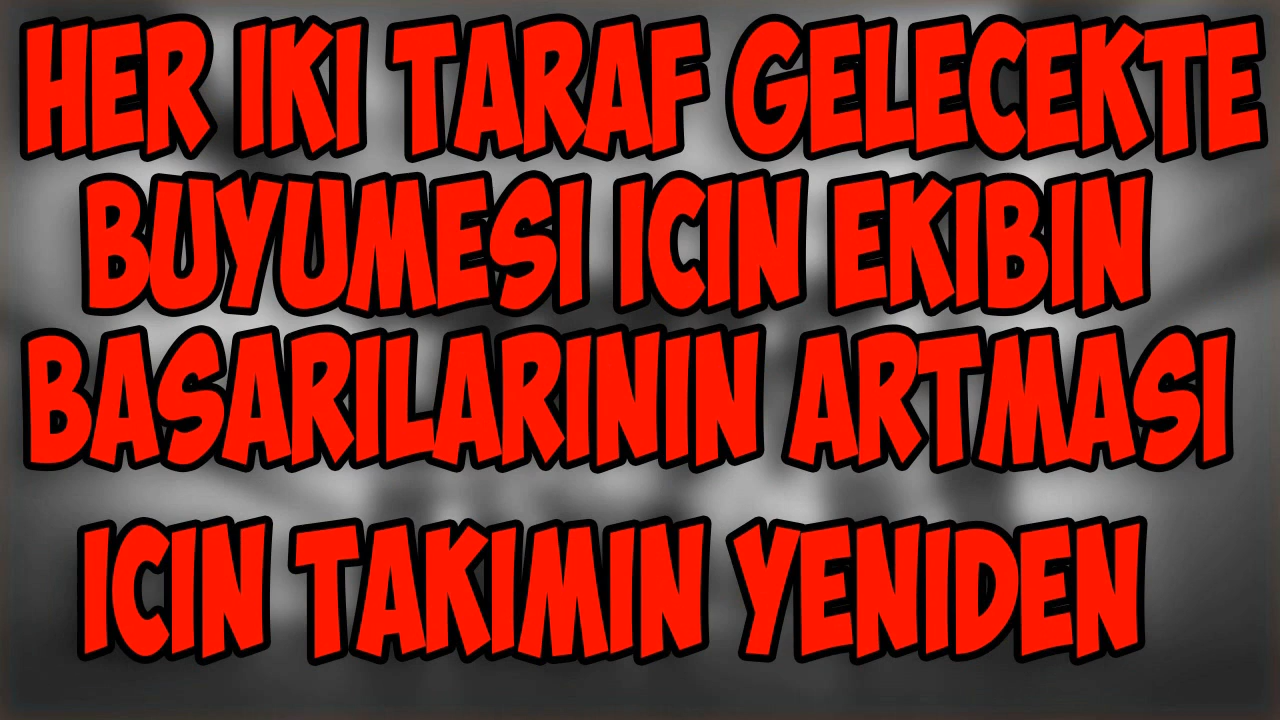 HER IKI TARAF GELECEKTE
BUYUMESI ICIN EKIBIN
BASARILARININ ARTMASI
ICIN TAKIMIN YENIDEN